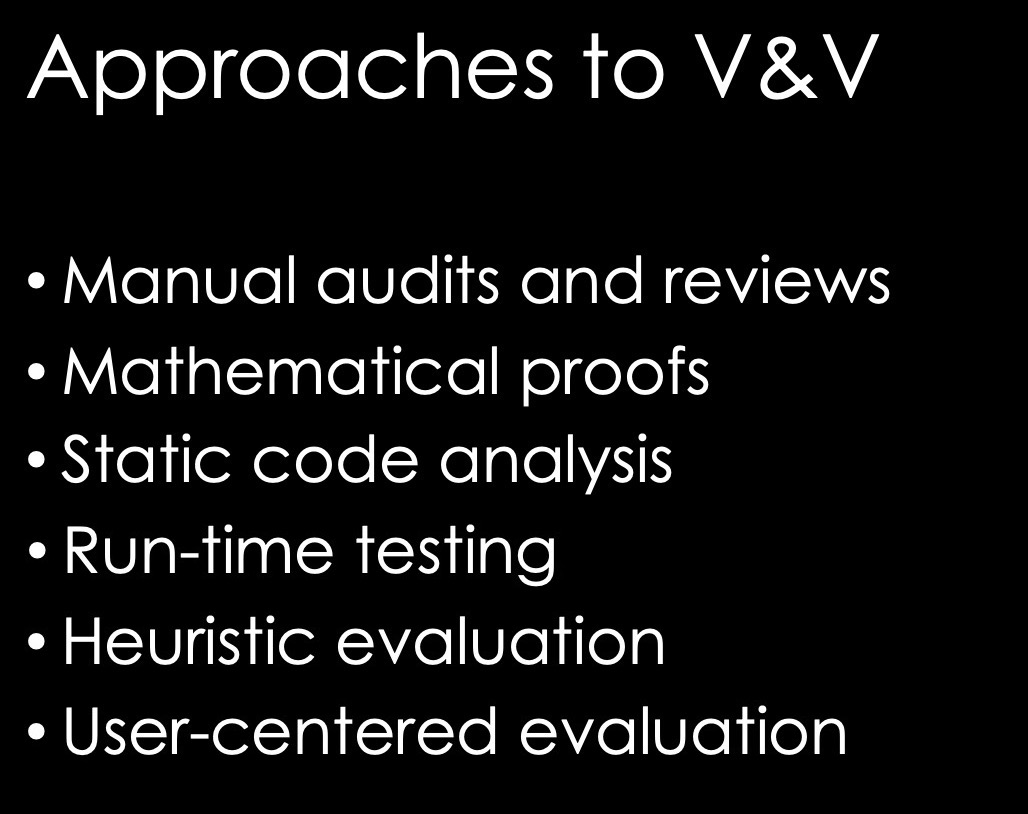 Approaches to V&V
• Manual audits and reviews
• Mathematical proofs
• Static code analysis
• Run-time testing
• Heuristic evaluation
• User-centered evaluation